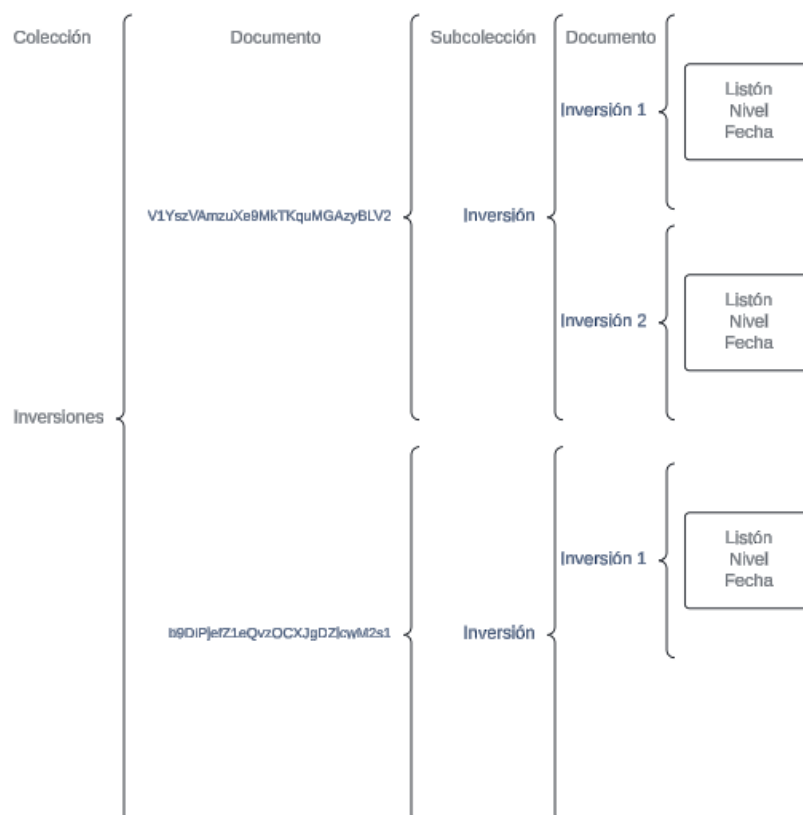 Colección Documento Subcolección Documento
Listón
Inversión 1 Nivel
Fecha
V1YszVAmzuXe9MkTKquMGAzyBLV2 Inversión
Listón
Inversión 2 Nivel
Fecha
Inversiones
Listón
Inversión 1 Nivel
Fecha
Inversión